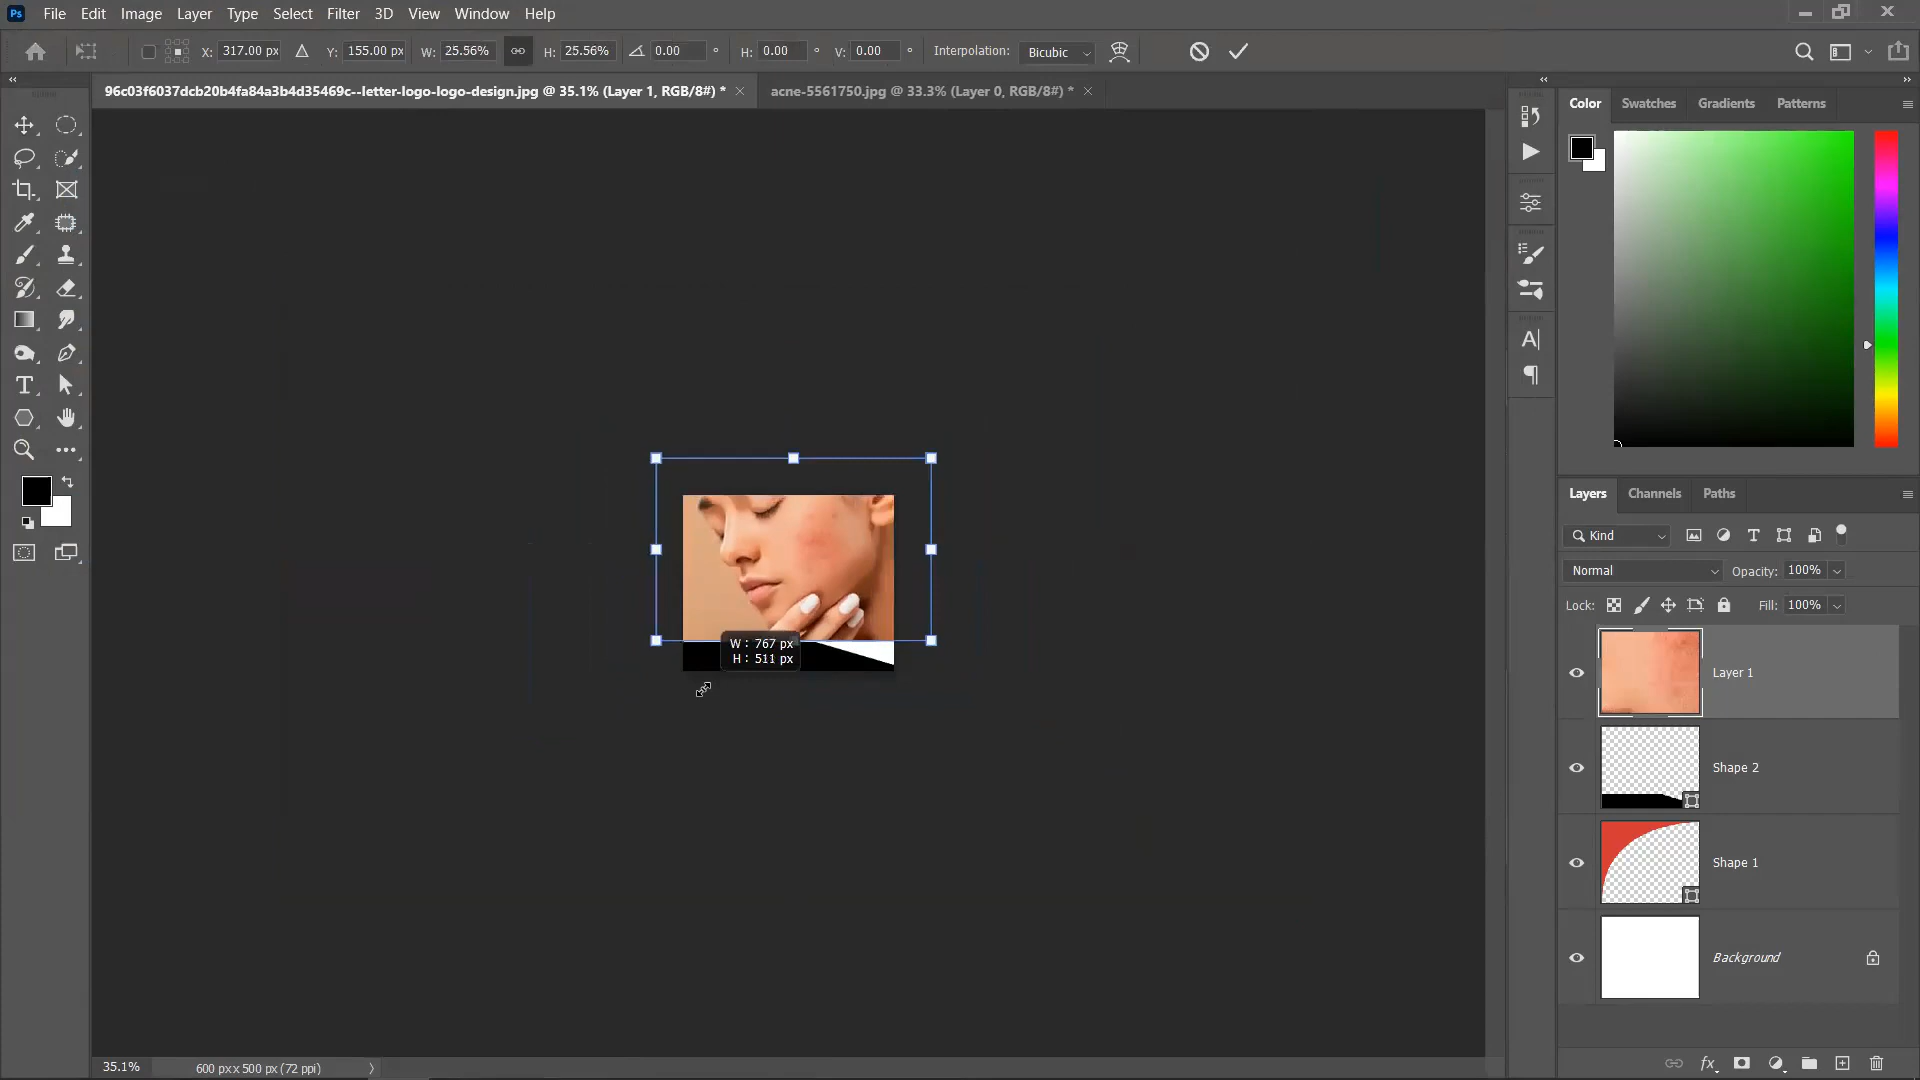 Ps File Edit Image Layer Type Select Filter 3D View Window Help
X: 317.00 px Y: 155.00 px W: 25.56% H: 25.56% 0.00 ° H: 0.00 ° V: 0.00 ° Interpolation: Bicubic
96c03f6037dcb20b4fa84a3b4d35469c--letter-logo-logo-design.jpg @ 35.1% (Layer 1, RGB/8#) * acne-5561750.jpg @ 33.3% (Layer 0, RGB/8#) *
Color Swatches Gradients Patterns
Layers Channels Paths
Kind
Normal Opacity: 100%
Lock: Fill: 100%
W: 767 px
H: 511 px
Layer 1
Shape 2
Shape 1
Background
35.1% 600 px x 500 px (72 ppi)
fx